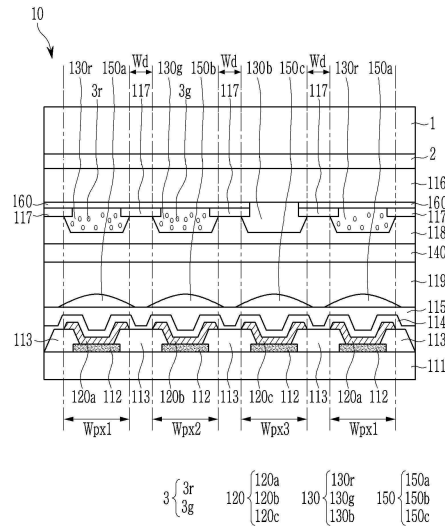 10
Wd Wd Wd
130r 150a 130g 150b 130b 150c 130r 150a
3r 117 3g 117 117
1
2
116
160 160
117 117
118
140
119
115
114
113 113
111
120a 112 113 120b 112 113 120c 112 113 120a 112
Wpx1 Wpx2 Wpx3 Wpx1
3 { 3r 3g
120 { 120a 120b 120c
130 { 130r 130g 130b
150 { 150a 150b 150c